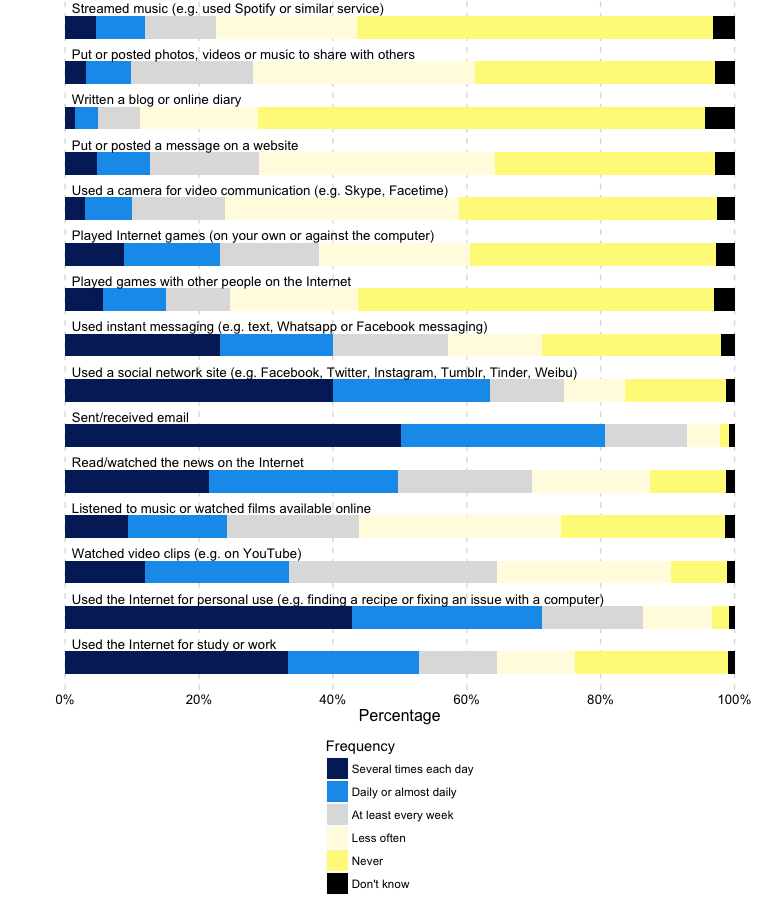 Streamed music (e.g. used Spotify or similar service)
Put or posted photos, videos or music to share with others
Written a blog or online diary
Put or posted a message on a website
Used a camera for video communication (e.g. Skype, Facetime)
Played Internet games (on your own or against the computer)
Played games with other people on the Internet
Used instant messaging (e.g. text, Whatsapp or Facebook messaging)
Used a social network site (e.g. Facebook, Twitter, Instagram, Tumblr, Tinder, Weibu)
Sent/received email
Read/watched the news on the Internet
Listened to music or watched films available online
Watched video clips (e.g. on YouTube)
Used the Internet for personal use (e.g. finding a recipe or fixing an issue with a computer)
Used the Internet for study or work
0% 20% 40% 60% 80% 100%
Percentage
Frequency
Several times each day
Daily or almost daily
At least every week
Less often
Never
Don't know